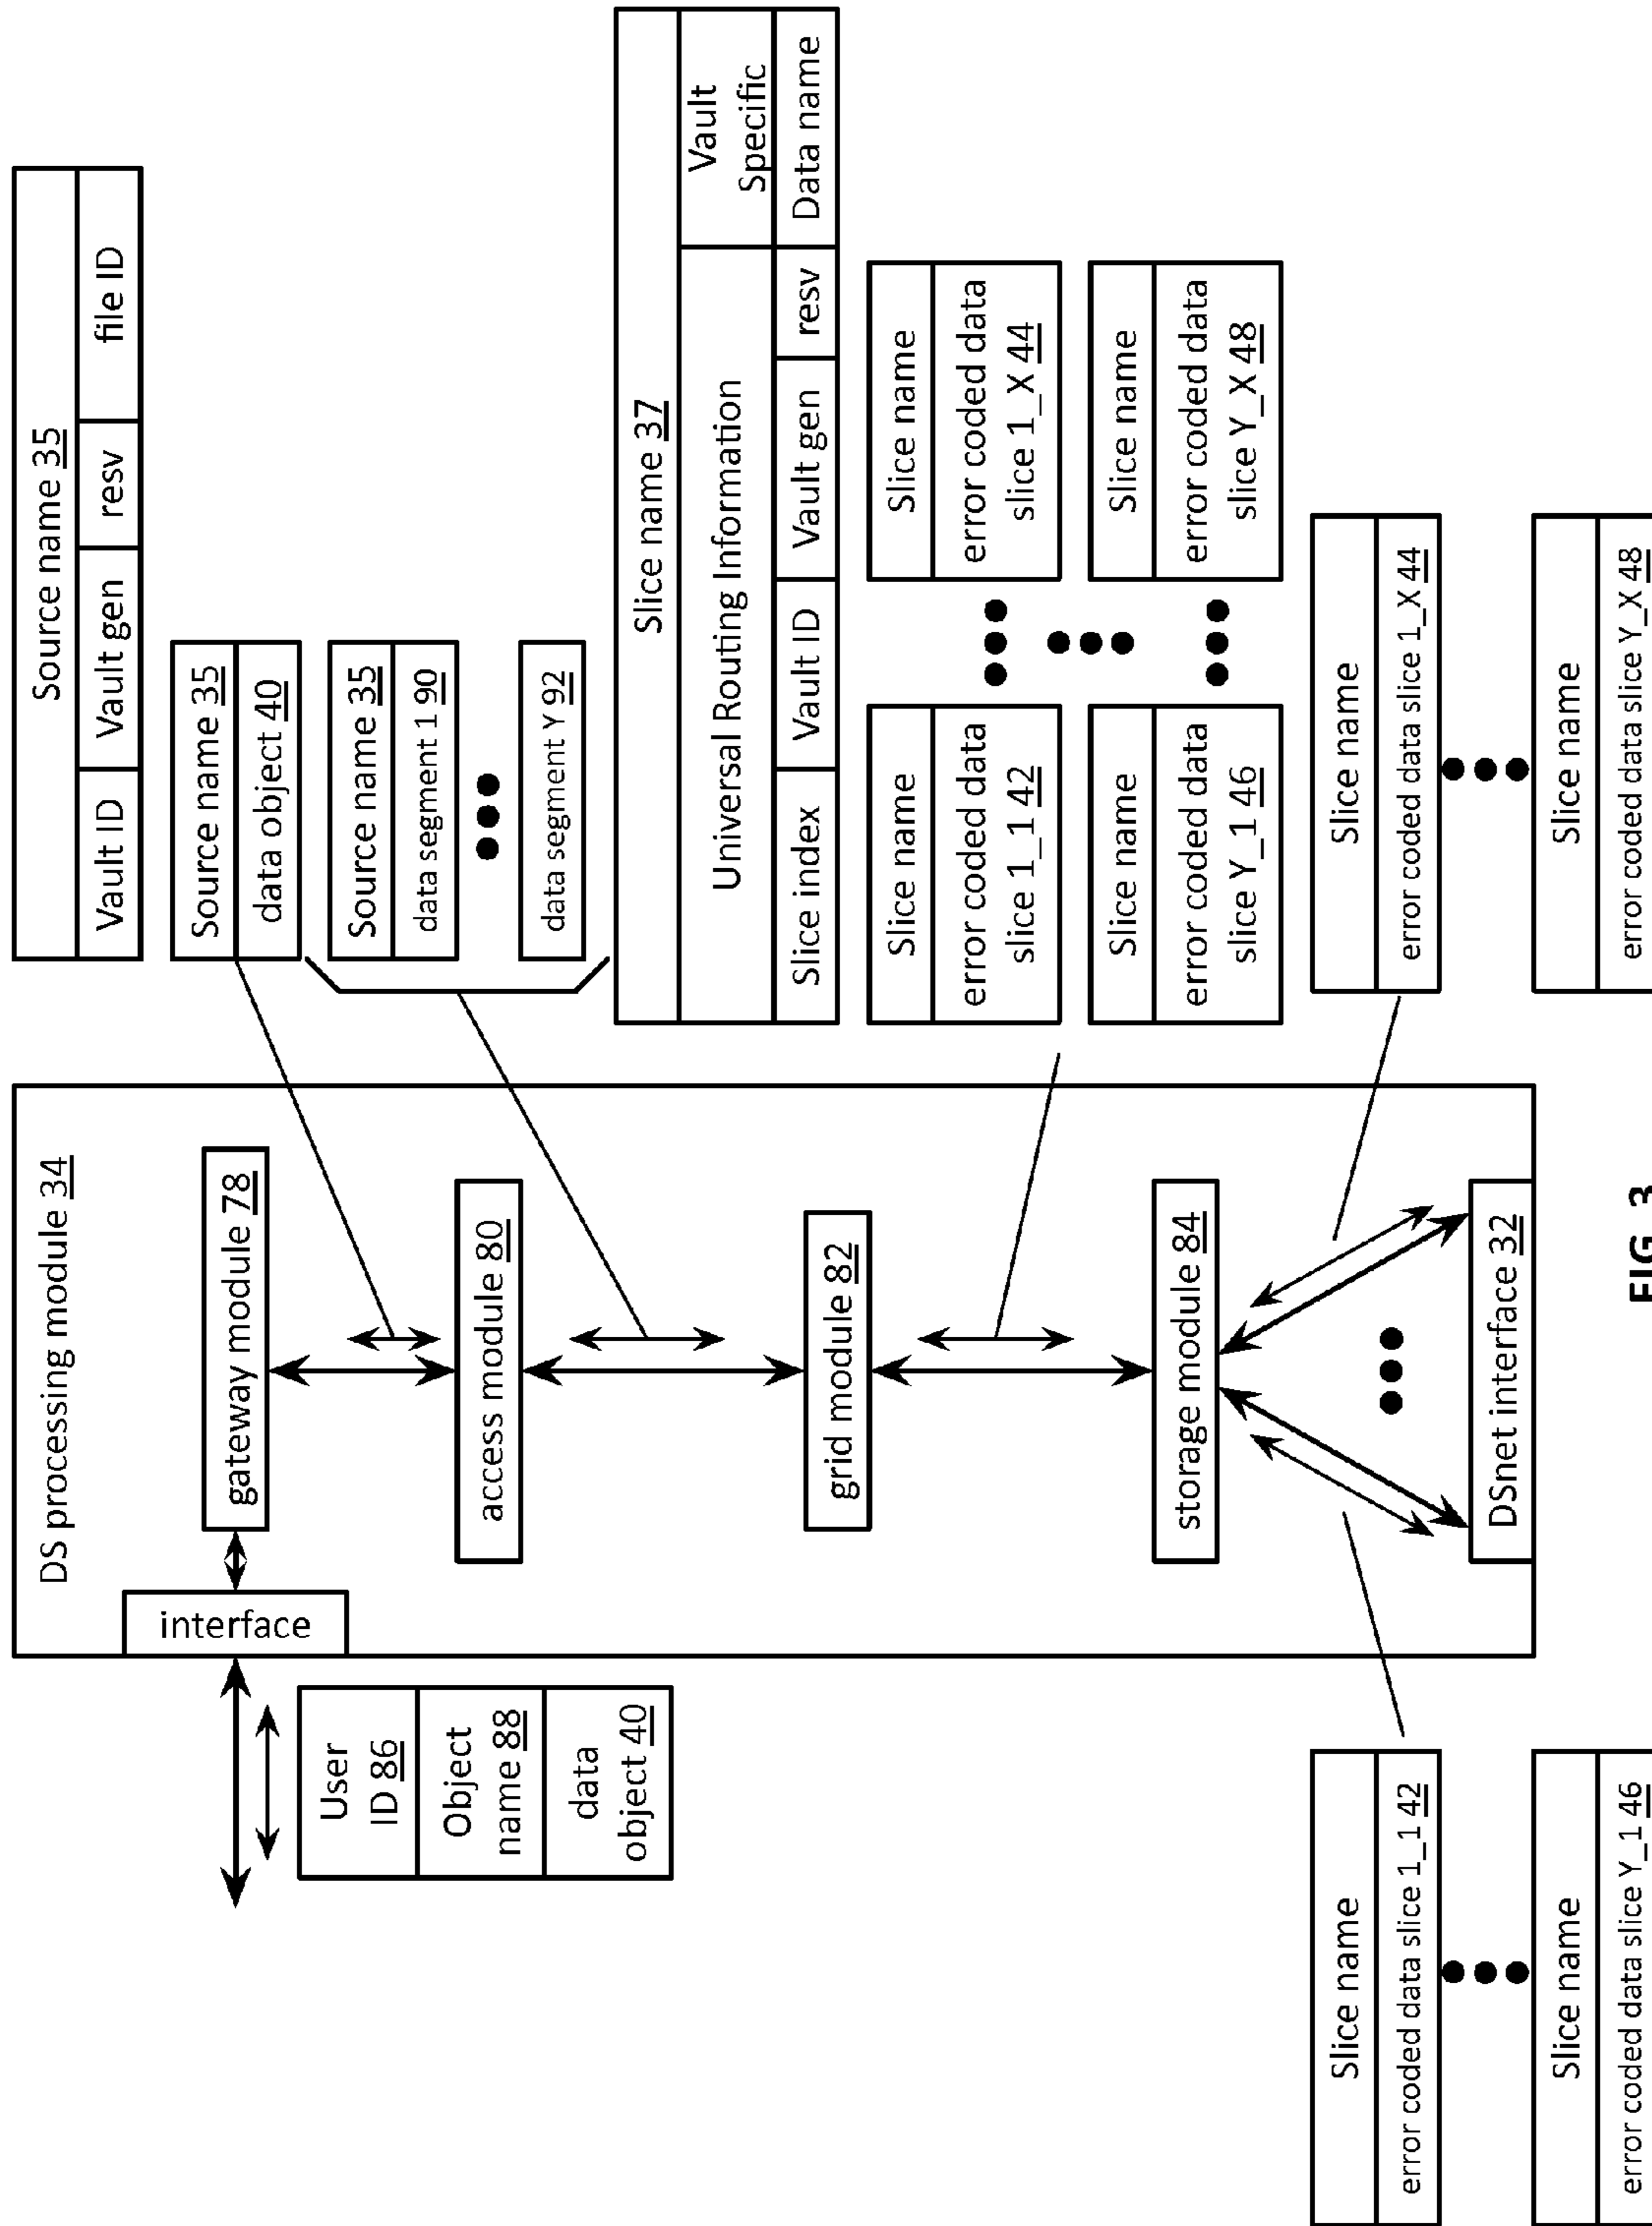 DS processing module 34
interface
gateway module 78
access module 80
grid module 82
storage module 84
DSnet interface 32
User
ID 86
Object
name 88
data
object 40
Source name 35
Vault ID
Vault gen
resv
file ID
Source name 35
data object 40
Source name 35
data segment 1 90
data segment Y 92
Slice name 37
Universal Routing Information
Vault
Specific
Slice index
Vault ID
Vault gen
resv
Data name
Slice name
error coded data
slice 1_1 42
Slice name
error coded data
slice 1_X 44
Slice name
error coded data
slice Y_1 46
Slice name
error coded data
slice Y_X 48
Slice name
error coded data slice 1_1 42
Slice name
error coded data slice Y_1 46
Slice name
error coded data slice 1_X 44
Slice name
error coded data slice Y_X 48
FIG. 3